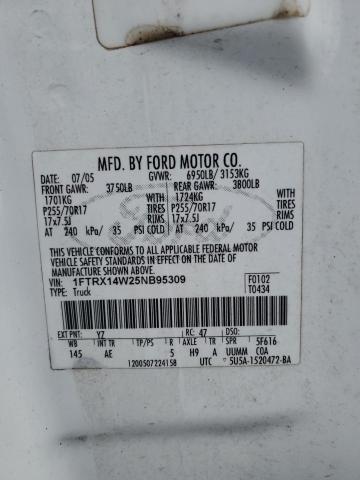 MFD. BY FORD MOTOR CO.
DATE: 07/05 GVWR: 6950LB/ 3153KG
FRONT GAWR: 3750LB REAR GAWR: 3800LB
1701KG WITH 1724KG WITH
P255/70R17 TIRES P255/70R17 TIRES
17x7.5J RIMS 17x7.5J RIMS
AT 240 kPa/ 35 PSI COLD AT 240 kPa/ 35 PSI COLD
THIS VEHICLE CONFORMS TO ALL APPLICABLE FEDERAL MOTOR
VEHICLE SAFETY STANDARDS IN EFFECT ON THE DATE OF
MANUFACTURE SHOWN ABOVE.
VIN: 1FTRX14W25NB95309 F0102
TYPE: Truck T0434
EXT PNT: Y7 RC: 47 DSO:
WB INT TR TP/PS R AXLE TR SPR 5F616
145 AE 5 H9 A UUMM COA
1200507224158 UTC 5U5A-1520472-BA